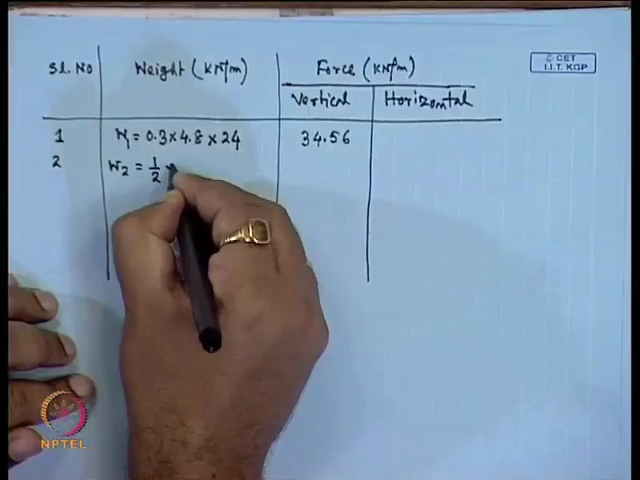 © CET
I.I.T. KGP
Sl. No Weight (KN/m) Force (KN/m)
Vertical Horizontal
1 W₁ = 0.3×4.8×24 34.56
2 W₂ = 1/2
NPTEL